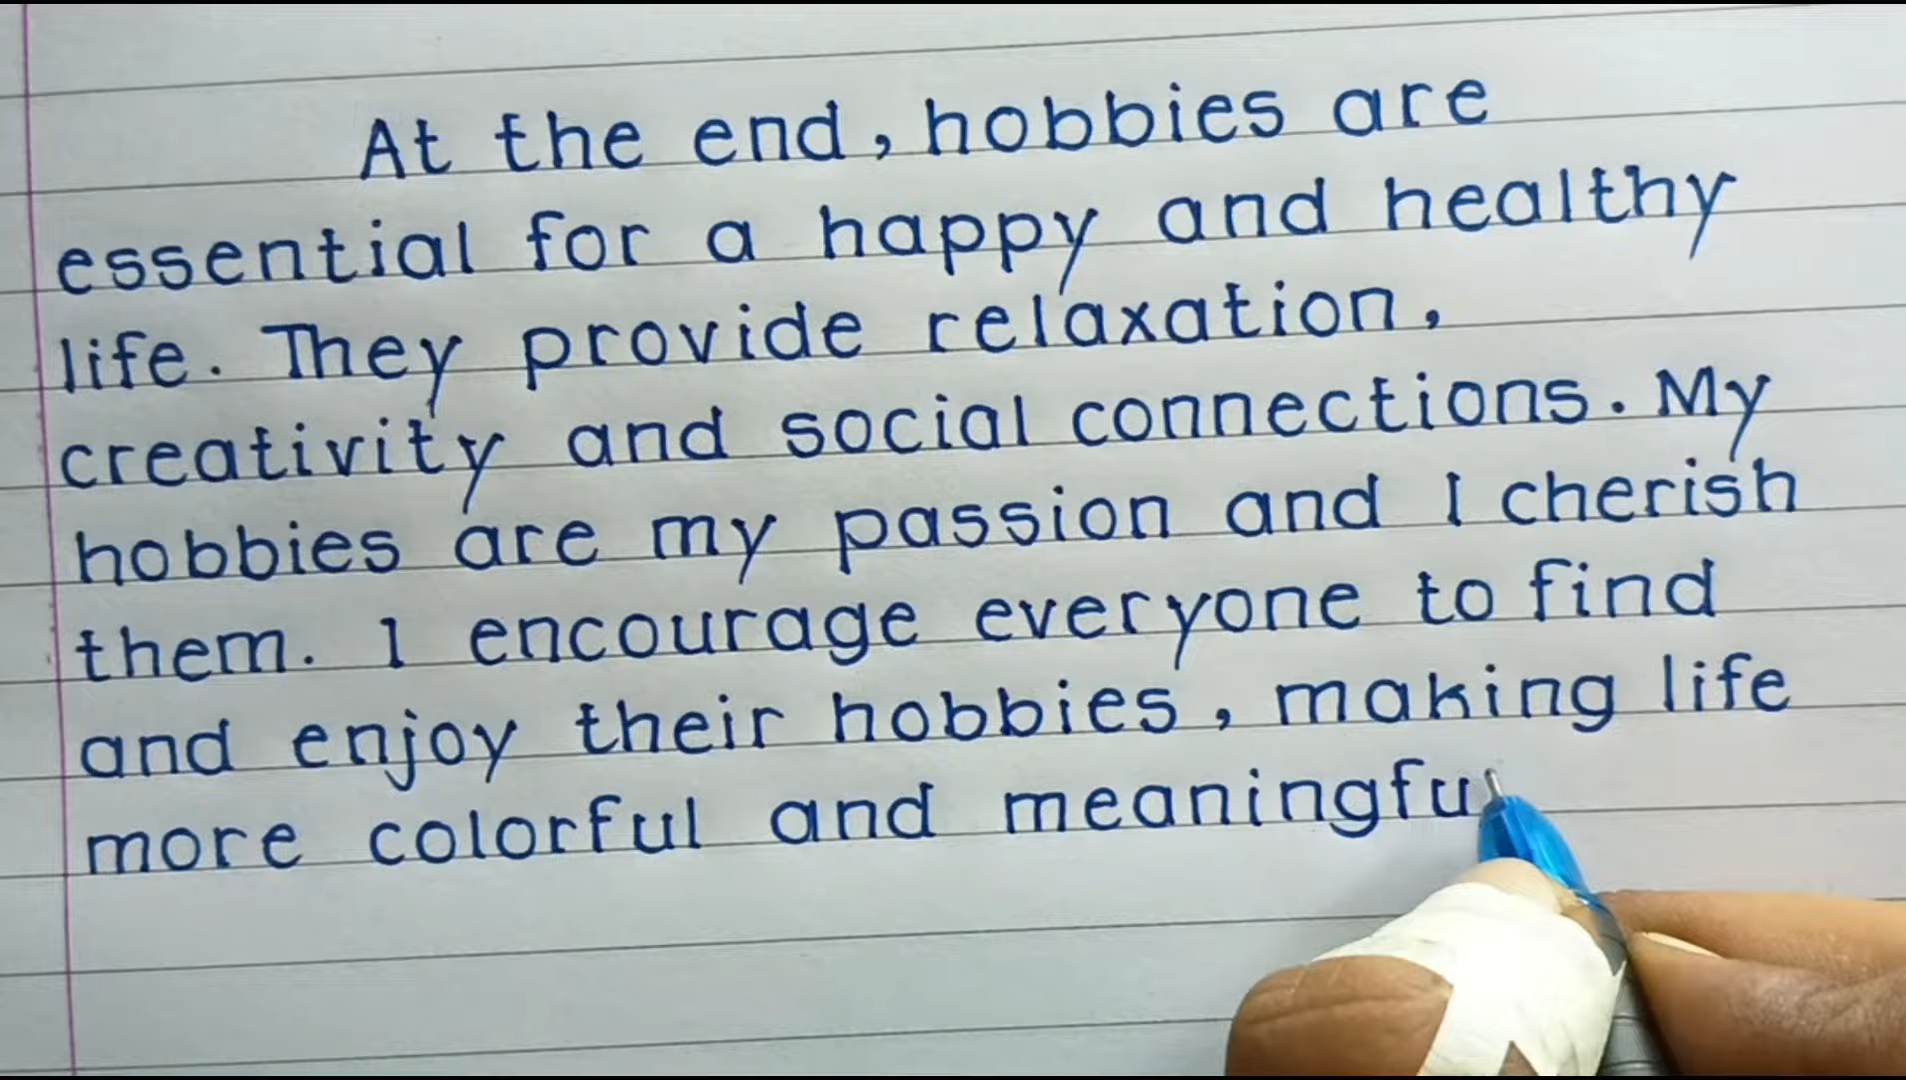 At the end, hobbies are
essential for a happy and healthy
life. They provide relaxation,
creativity and social connections. My
hobbies are my passion and I cherish
them. I encourage everyone to find
and enjoy their hobbies, making life
more colorful and meaningfu